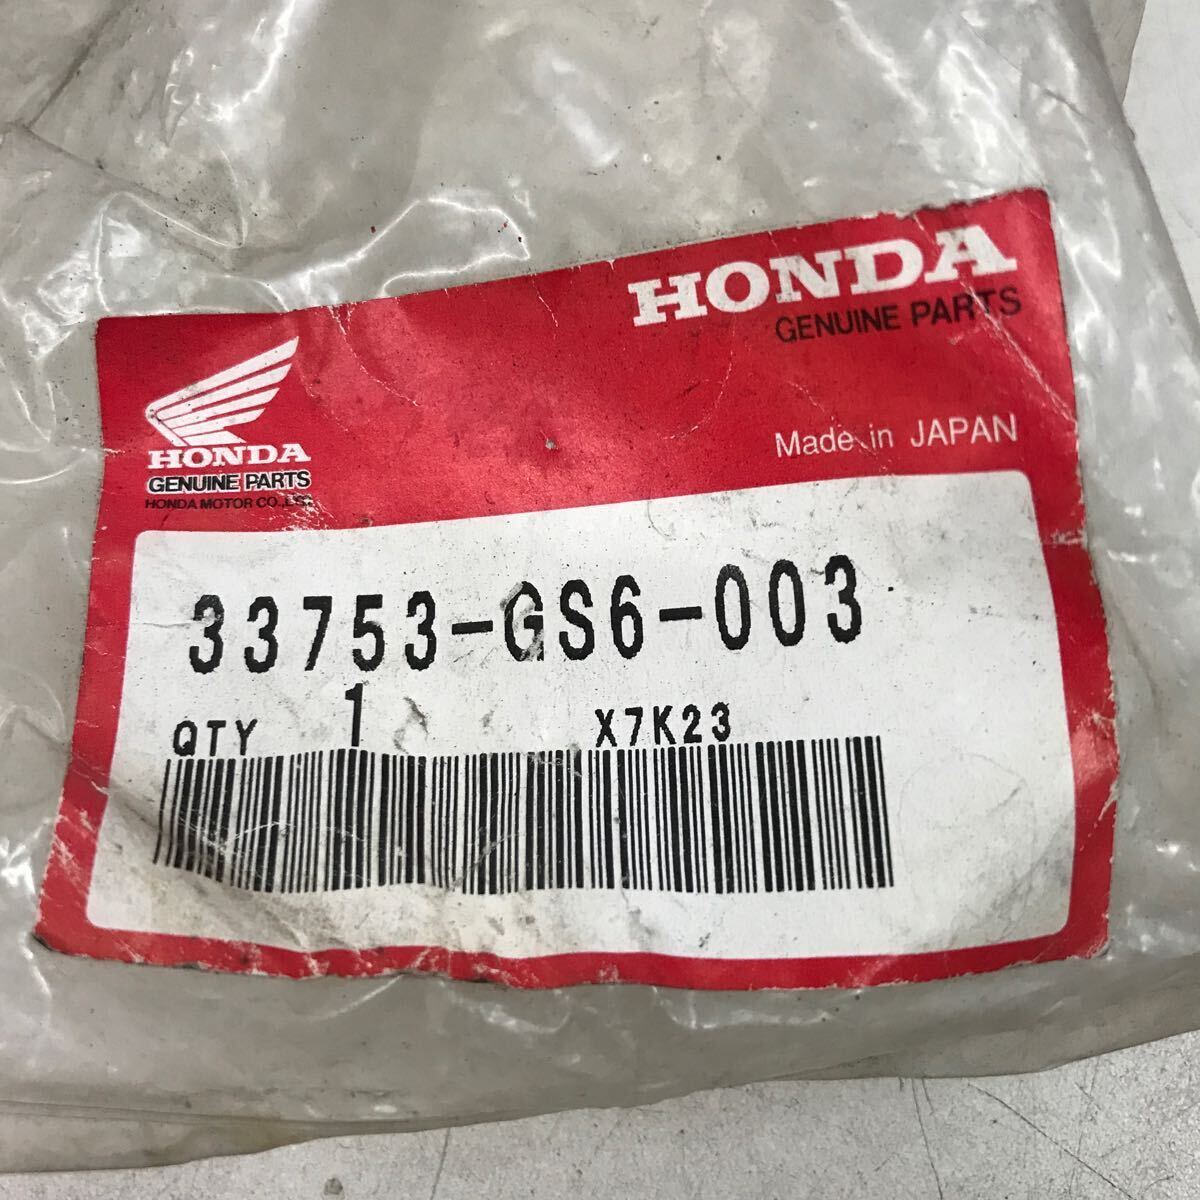 HONDA
GENUINE PARTS
HONDA
GENUINE PARTS
HONDA MOTOR CO.,LTD.
Made in JAPAN
33753-GS6-003
QTY 1 X7K23